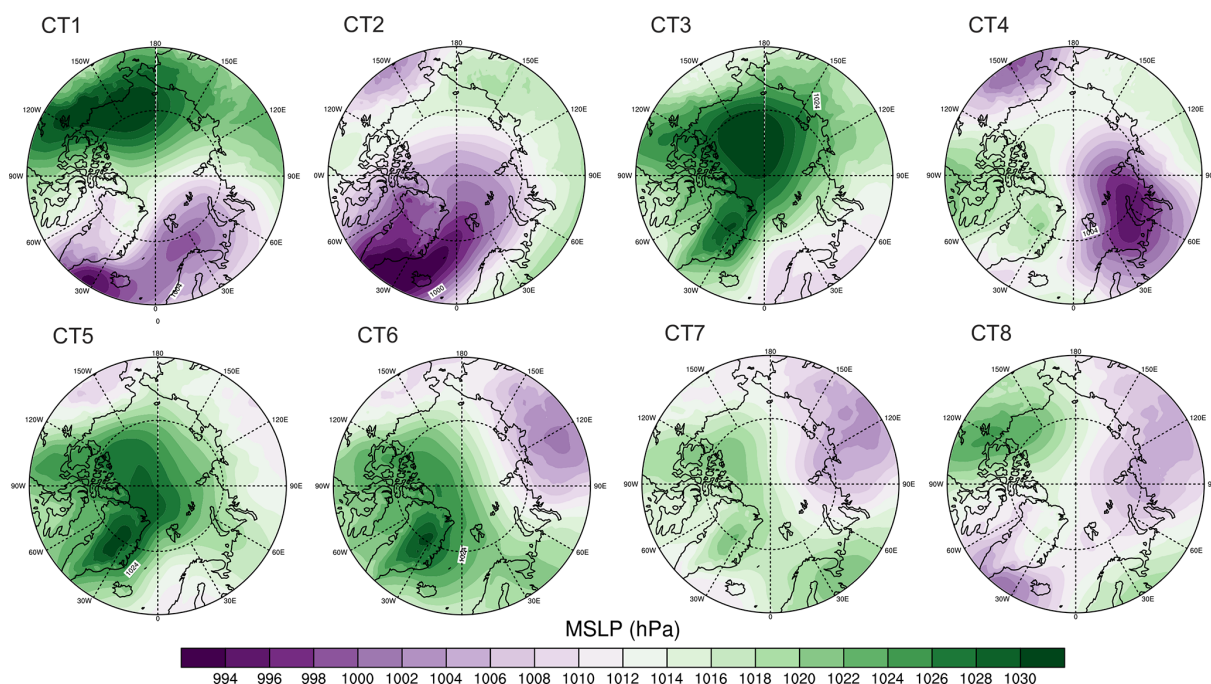 CT1 CT2 CT3 CT4
180 180 180 180
150W 150E 150W 150E 150W 150E 150W 150E
120W 120E 120W 120E 120W 1024 120E 120W 120E
90W 90E 0W 90E 90W 90E 90W 90
60W 60E 60W 60E 60W 60E 60W 1004 60E
30W 1004 30E 30W 1000 30E 30W 30E 30W 30E
0 0 0 0
0
CT5 CT6 CT7 CT8
180 180 180 180
150W 150E 150W 150E 150W 150E 150W 150E
120W 120E 120W 120E 120W 120E 120W 120E
90W 90E 90W 90E 90W 90E 90W 90
60W 1024 60E 60W 60E 60W 60E 60W 60E
30W 30E 30W 30E 30W 30E 30W 30E
0 0 0 0
MSLP (hPa)
994 996 998 1000 1002 1004 1006 1008 1010 1012 1014 1016 1018 1020 1022 1024 1026 1028 1030